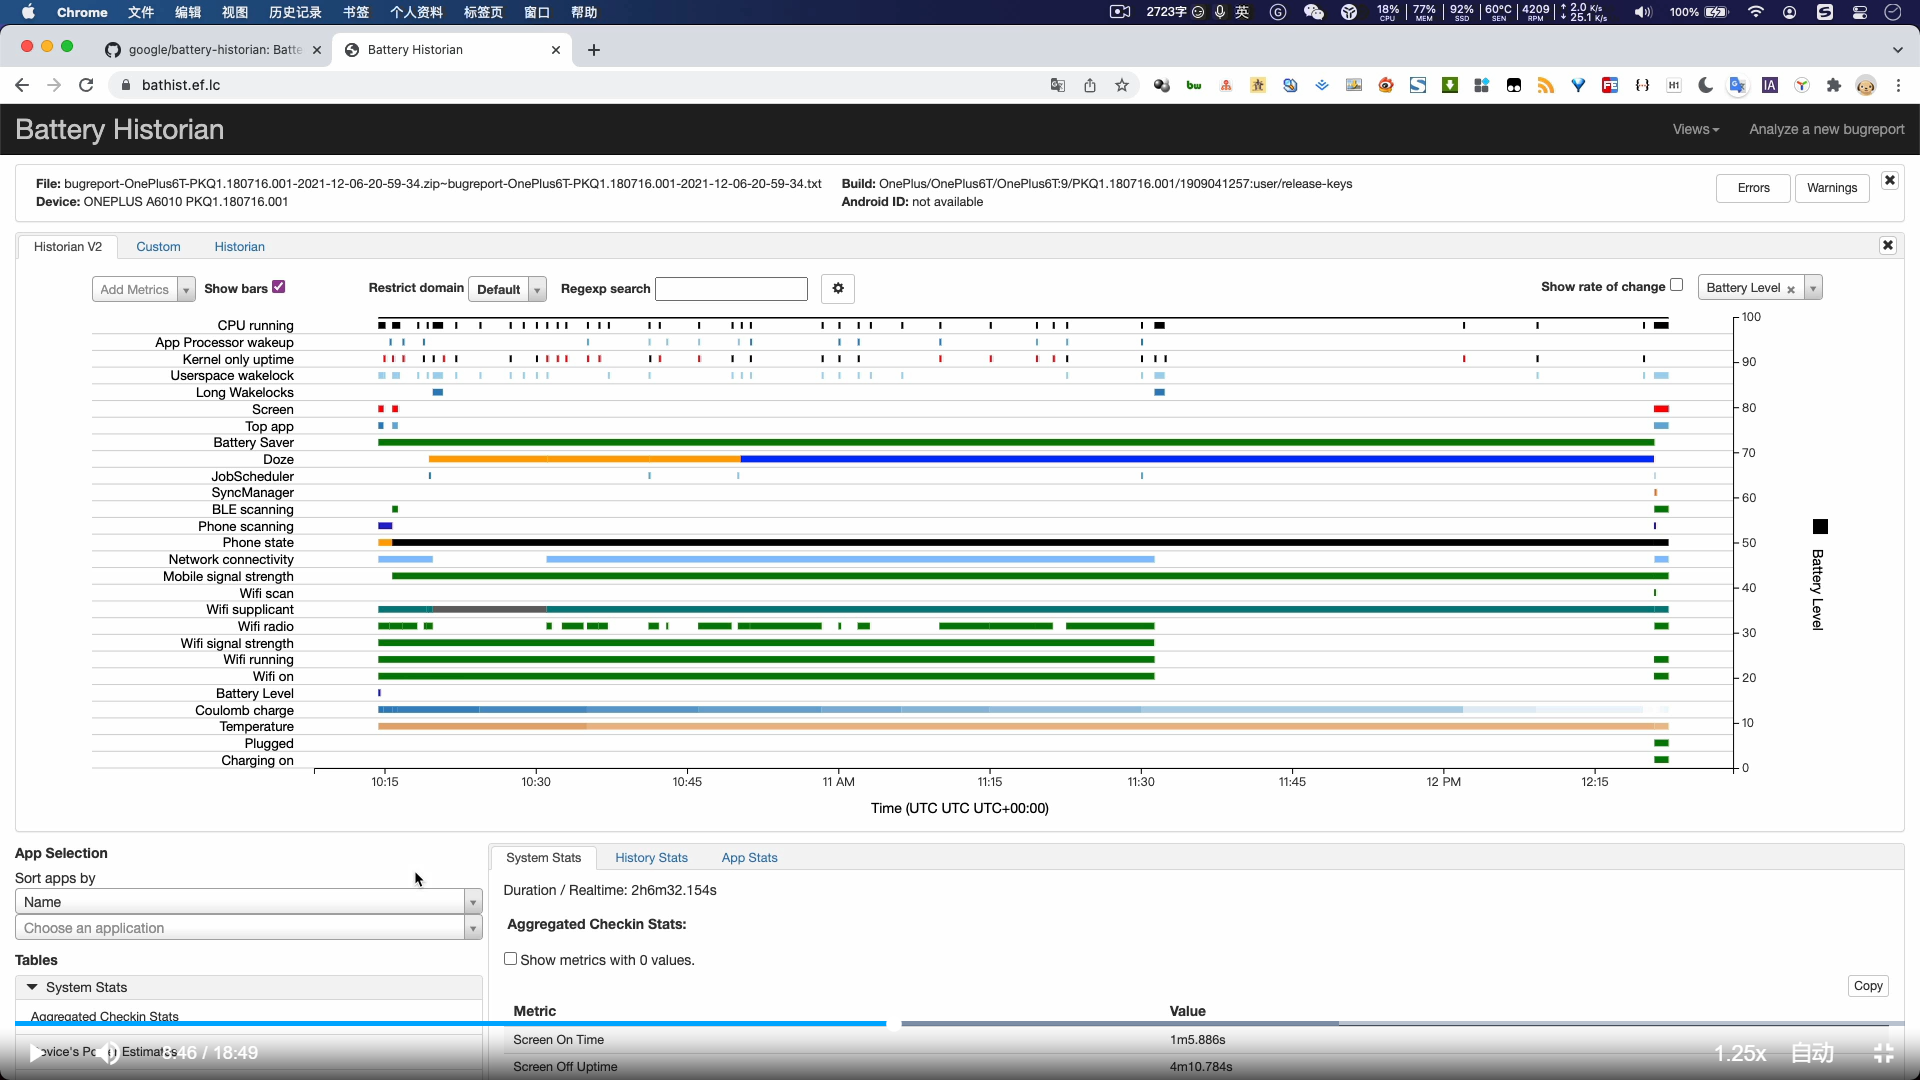 Chrome 文件 编辑 视图 历史记录 书签 个人资料 标签页 窗口 帮助 2723字 英 18% CPU 77% MEM 92% SSD 60°C SEN 4209 RPM 2.0 K/s 25.1 K/s 100%
google/battery-historian: Batte Battery Historian
bathist.ef.lc
Battery Historian Views Analyze a new bugreport
File: bugreport-OnePlus6T-PKQ1.180716.001-2021-12-06-20-59-34.zip~bugreport-OnePlus6T-PKQ1.180716.001-2021-12-06-20-59-34.txt Build: OnePlus/OnePlus6T/OnePlus6T:9/PKQ1.180716.001/1909041257:user/release-keys Errors Warnings
Device: ONEPLUS A6010 PKQ1.180716.001 Android ID: not available
Historian V2 Custom Historian
Add Metrics Show bars Restrict domain Default Regexp search Show rate of change Battery Level
CPU running 100
App Processor wakeup
Kernel only uptime 90
Userspace wakelock
Long Wakelocks
Screen 80
Top app
Battery Saver
Doze 70
JobScheduler
SyncManager 60
BLE scanning
Phone scanning
Phone state 50
Network connectivity
Mobile signal strength
Wifi scan 40
Wifi supplicant
Wifi radio 30
Wifi signal strength
Wifi running
Wifi on 20
Battery Level
Coulomb charge
Temperature 10
Plugged
Charging on 0
Battery Level
10:15 10:30 10:45 11 AM 11:15 11:30 11:45 12 PM 12:15
Time (UTC UTC UTC+00:00)
App Selection
Sort apps by
Name
Choose an application
Tables
System Stats
Aggregated Checkin Stats
System Stats History Stats App Stats
Duration / Realtime: 2h6m32.154s
Aggregated Checkin Stats:
Show metrics with 0 values.
Copy
Metric Value
Screen On Time 1m5.886s
Screen Off Uptime 4m10.784s
8:46 / 18:49 1.25x 自动